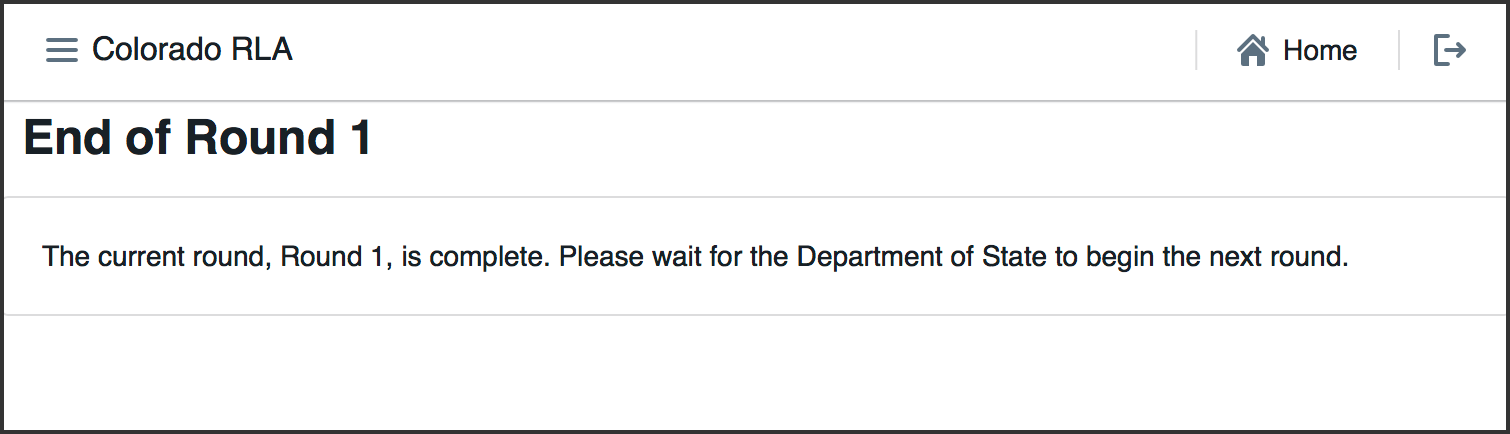 Colorado RLA
Home
End of Round 1
The current round, Round 1, is complete. Please wait for the Department of State to begin the next round.